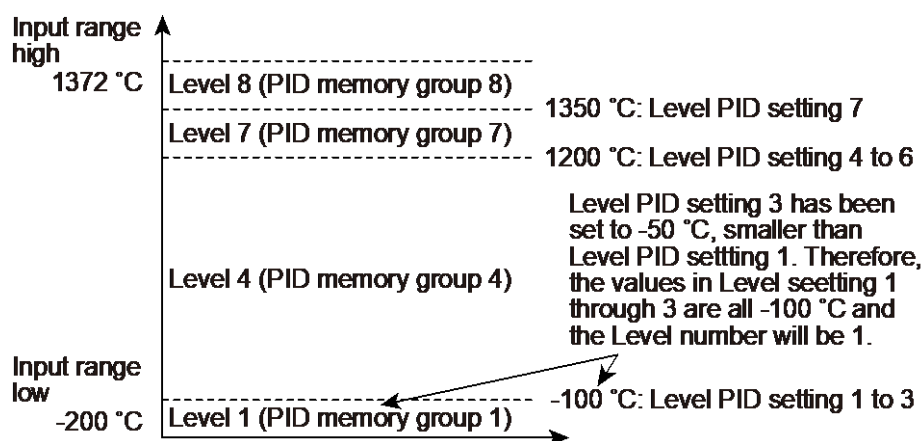 Input range
high
1372 °C
Level 8 (PID memory group 8)
1350 °C: Level PID setting 7
Level 7 (PID memory group 7)
1200 °C: Level PID setting 4 to 6
Level PID setting 3 has been
set to -50 °C, smaller than
Level PID settting 1. Therefore,
the values in Level seetting 1
through 3 are all -100 °C and
the Level number will be 1.
Level 4 (PID memory group 4)
Input range
low
-200 °C
-100 °C: Level PID setting 1 to 3
Level 1 (PID memory group 1)